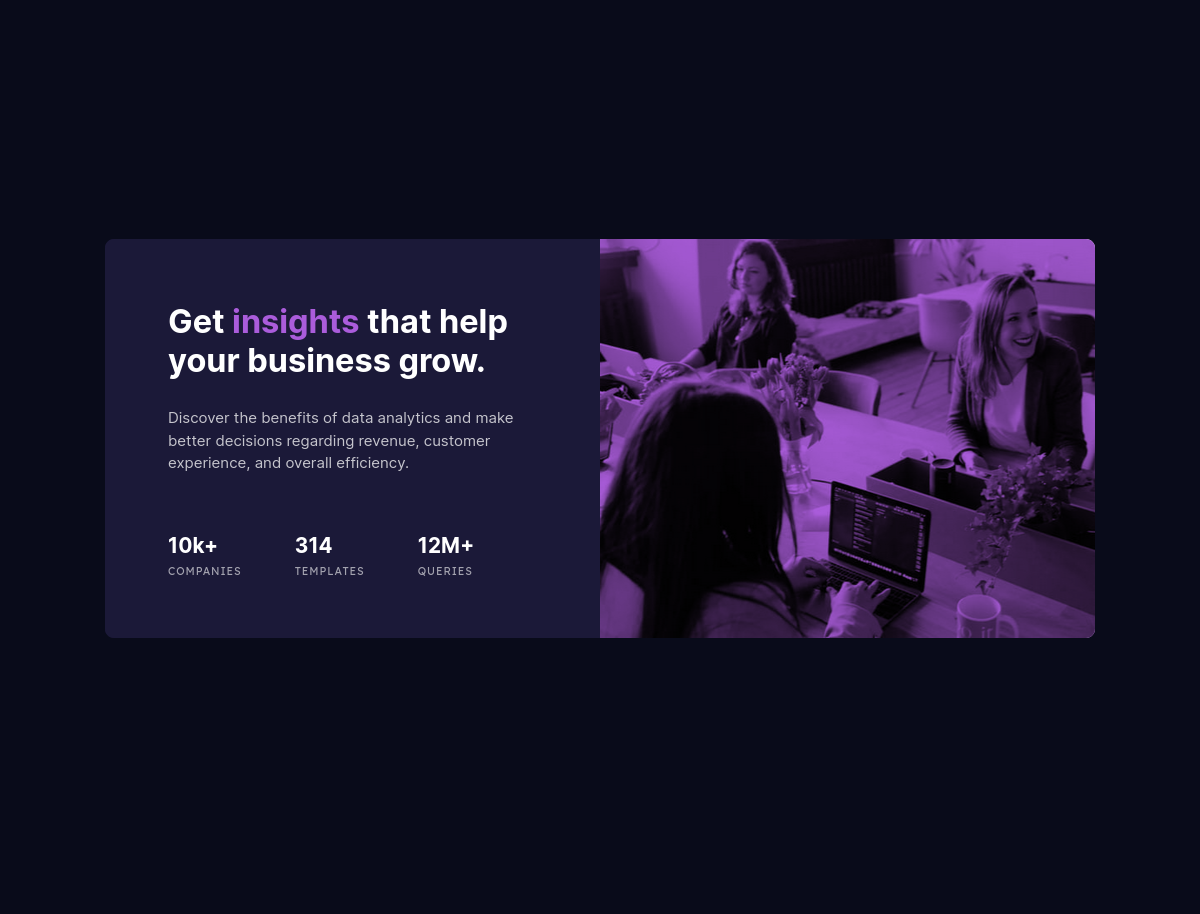 Get insights that help
your business grow.
Discover the benefits of data analytics and make
better decisions regarding revenue, customer
experience, and overall efficiency.
10k+ 314 12M+
COMPANIES TEMPLATES QUERIES